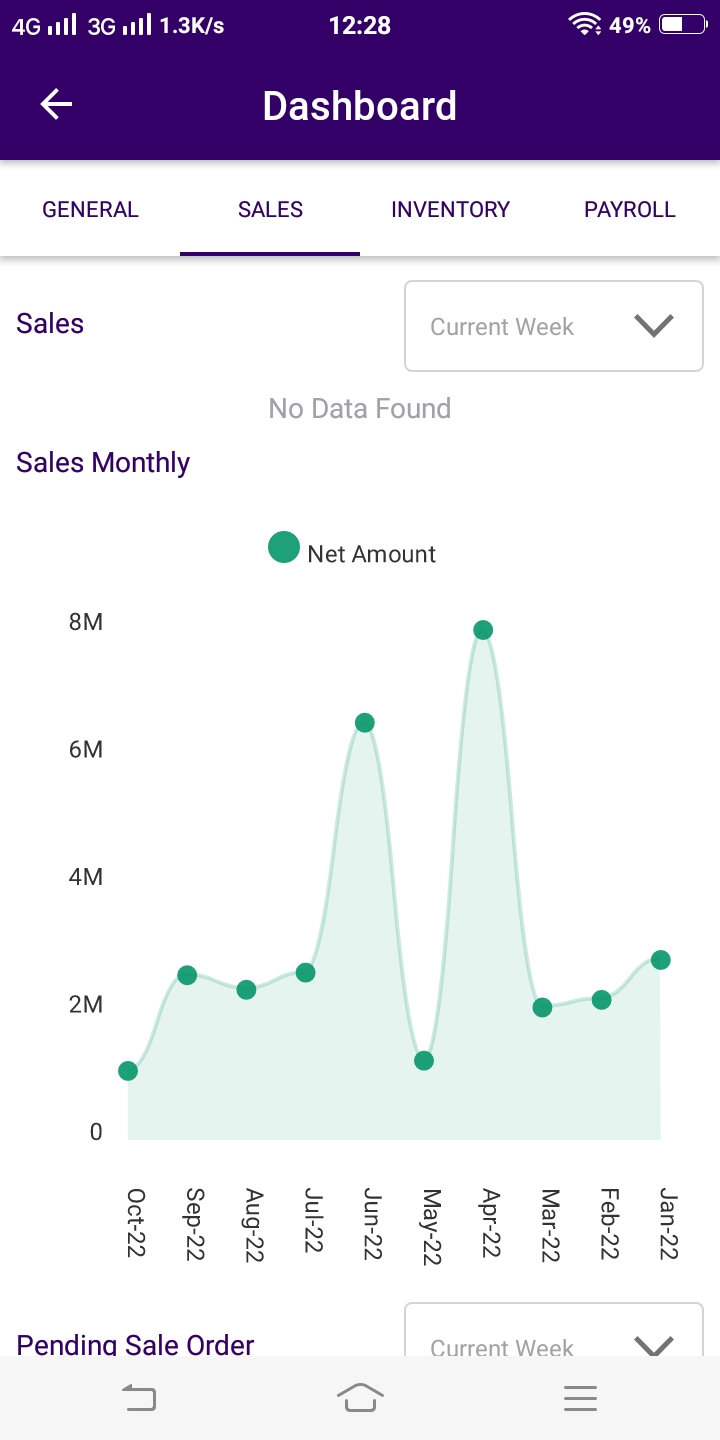 4G 3G 1.3K/s 12:28 49%
Dashboard
GENERAL SALES INVENTORY PAYROLL
Sales
Current Week
No Data Found
Sales Monthly
Net Amount
8M
6M
4M
2M
0
Oct-22 Sep-22 Aug-22 Jul-22 Jun-22 May-22 Apr-22 Mar-22 Feb-22 Jan-22
Pending Sale Order
Current Week